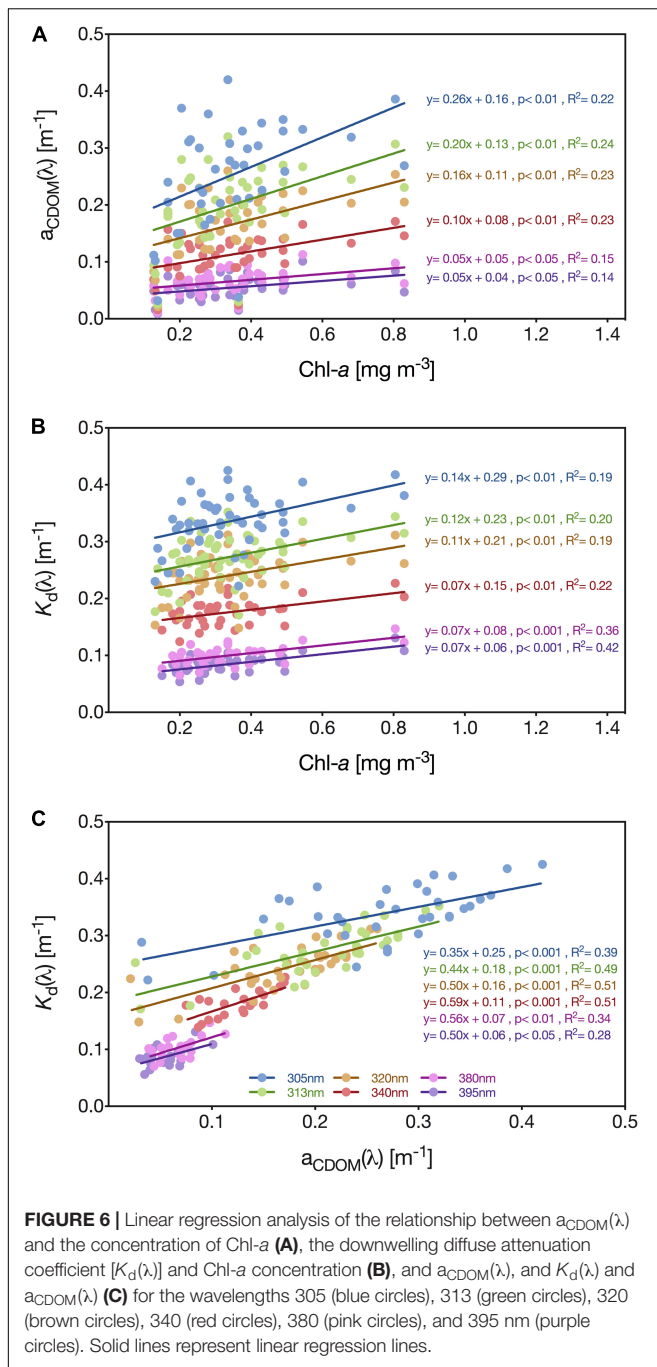 A
0.5
0.4
0.3
0.2
0.1
0.0
aCDOM(λ) [m⁻¹]
y= 0.26x + 0.16 , p< 0.01 , R²= 0.22
y= 0.20x + 0.13 , p< 0.01 , R²= 0.24
y= 0.16x + 0.11 , p< 0.01 , R²= 0.23
y= 0.10x + 0.08 , p< 0.01 , R²= 0.23
y= 0.05x + 0.05 , p< 0.05 , R²= 0.15
y= 0.05x + 0.04 , p< 0.05 , R²= 0.14
0.2 0.4 0.6 0.8 1.0 1.2 1.4
Chl-a [mg m⁻³]
B
0.5
0.4
0.3
0.2
0.1
0.0
Kd(λ) [m⁻¹]
y= 0.14x + 0.29 , p< 0.01 , R²= 0.19
y= 0.12x + 0.23 , p< 0.01 , R²= 0.20
y= 0.11x + 0.21 , p< 0.01 , R²= 0.19
y= 0.07x + 0.15 , p< 0.01 , R²= 0.22
y= 0.07x + 0.08 , p< 0.001 , R²= 0.36
y= 0.07x + 0.06 , p< 0.001 , R²= 0.42
0.2 0.4 0.6 0.8 1.0 1.2 1.4
Chl-a [mg m⁻³]
C
0.5
0.4
0.3
0.2
0.1
0.0
Kd(λ) [m⁻¹]
y= 0.35x + 0.25 , p< 0.001 , R²= 0.39
y= 0.44x + 0.18 , p< 0.001 , R²= 0.49
y= 0.50x + 0.16 , p< 0.001 , R²= 0.51
y= 0.59x + 0.11 , p< 0.001 , R²= 0.51
y= 0.56x + 0.07 , p< 0.01 , R²= 0.34
y= 0.50x + 0.06 , p< 0.05 , R²= 0.28
305nm 320nm 380nm
313nm 340nm 395nm
0.1 0.2 0.3 0.4 0.5
aCDOM(λ) [m⁻¹]
FIGURE 6 | Linear regression analysis of the relationship between aCDOM(λ)
and the concentration of Chl-a (A), the downwelling diffuse attenuation
coefficient [Kd(λ)] and Chl-a concentration (B), and aCDOM(λ), and Kd(λ) and
aCDOM(λ) (C) for the wavelengths 305 (blue circles), 313 (green circles), 320
(brown circles), 340 (red circles), 380 (pink circles), and 395 nm (purple
circles). Solid lines represent linear regression lines.